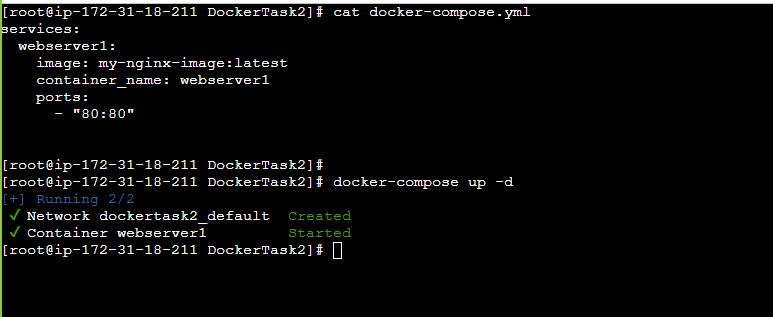 [root@ip-172-31-18-211 DockerTask2]# cat docker-compose.yml
services:
  webserver1:
    image: my-nginx-image:latest
    container_name: webserver1
    ports:
      - "80:80"
[root@ip-172-31-18-211 DockerTask2]#
[root@ip-172-31-18-211 DockerTask2]# docker-compose up -d
[+] Running 2/2
 ✓ Network dockertask2_default  Created
 ✓ Container webserver1         Started
[root@ip-172-31-18-211 DockerTask2]#